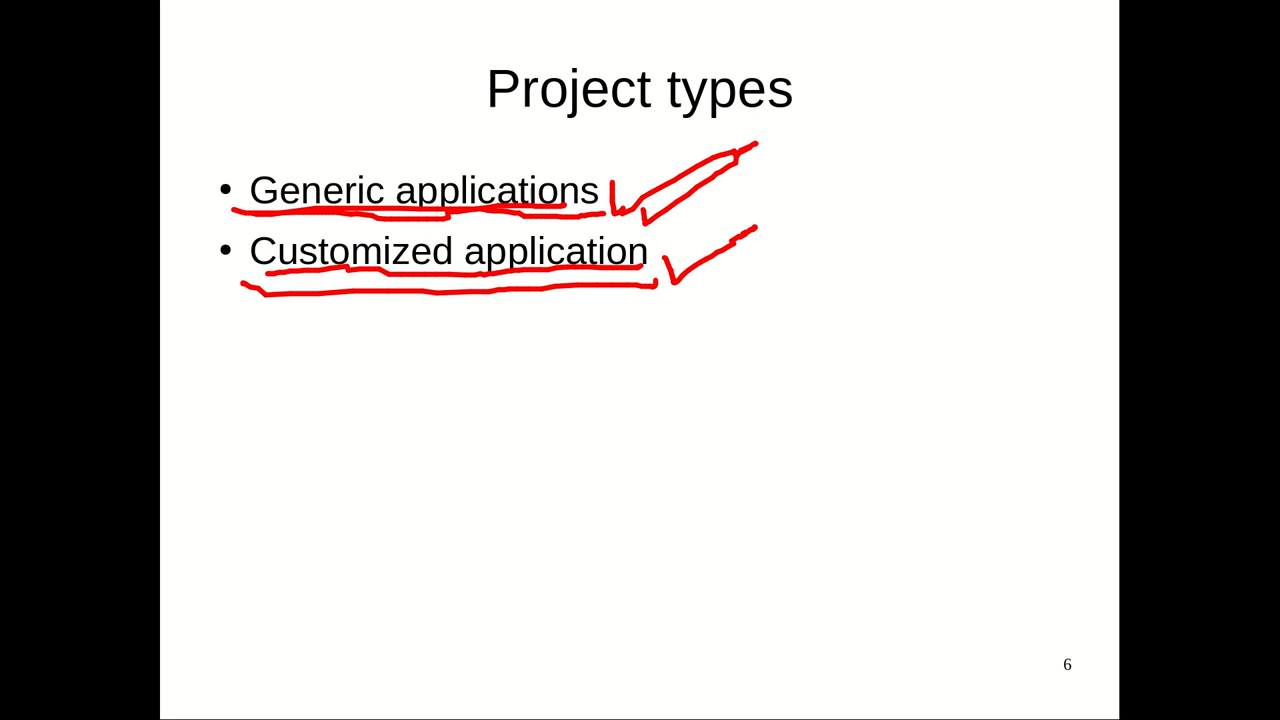 Project types
• Generic applications
• Customized application
6